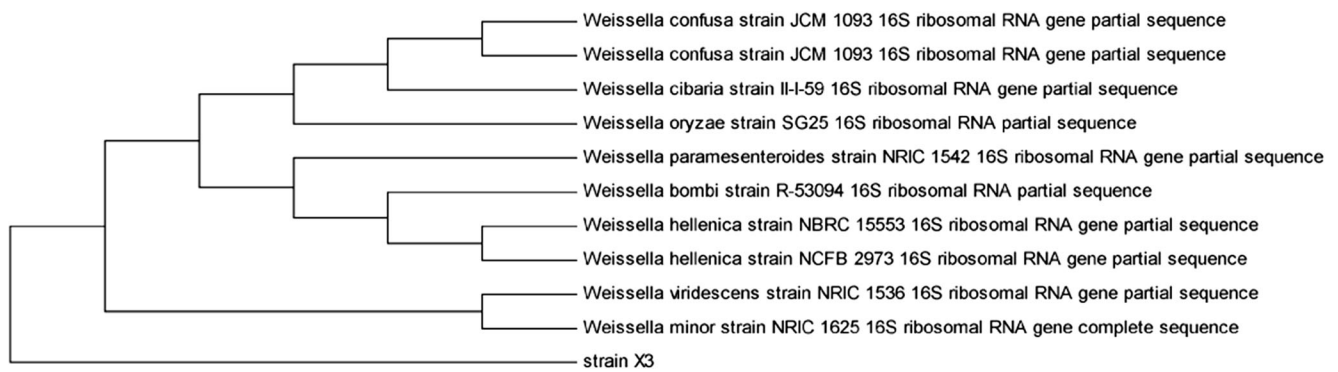 Weissella confusa strain JCM 1093 16S ribosomal RNA gene partial sequence
Weissella confusa strain JCM 1093 16S ribosomal RNA gene partial sequence
Weissella cibaria strain II-I-59 16S ribosomal RNA gene partial sequence
Weissella oryzae strain SG25 16S ribosomal RNA partial sequence
Weissella paramesenteroides strain NRIC 1542 16S ribosomal RNA gene partial sequence
Weissella bombi strain R-53094 16S ribosomal RNA partial sequence
Weissella hellenica strain NBRC 15553 16S ribosomal RNA gene partial sequence
Weissella hellenica strain NCFB 2973 16S ribosomal RNA gene partial sequence
Weissella viridescens strain NRIC 1536 16S ribosomal RNA gene partial sequence
Weissella minor strain NRIC 1625 16S ribosomal RNA gene complete sequence
strain X3